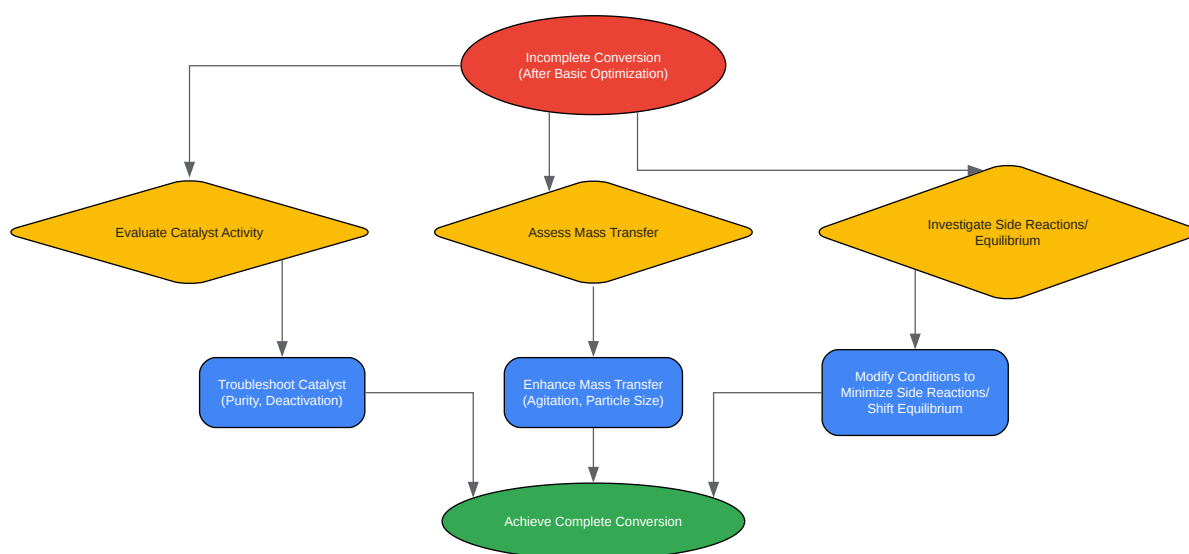 Incomplete Conversion
(After Basic Optimization)
Evaluate Catalyst Activity
Assess Mass Transfer
Investigate Side Reactions/
Equilibrium
Troubleshoot Catalyst
(Purity, Deactivation)
Enhance Mass Transfer
(Agitation, Particle Size)
Modify Conditions to
Minimize Side Reactions/
Shift Equilibrium
Achieve Complete Conversion